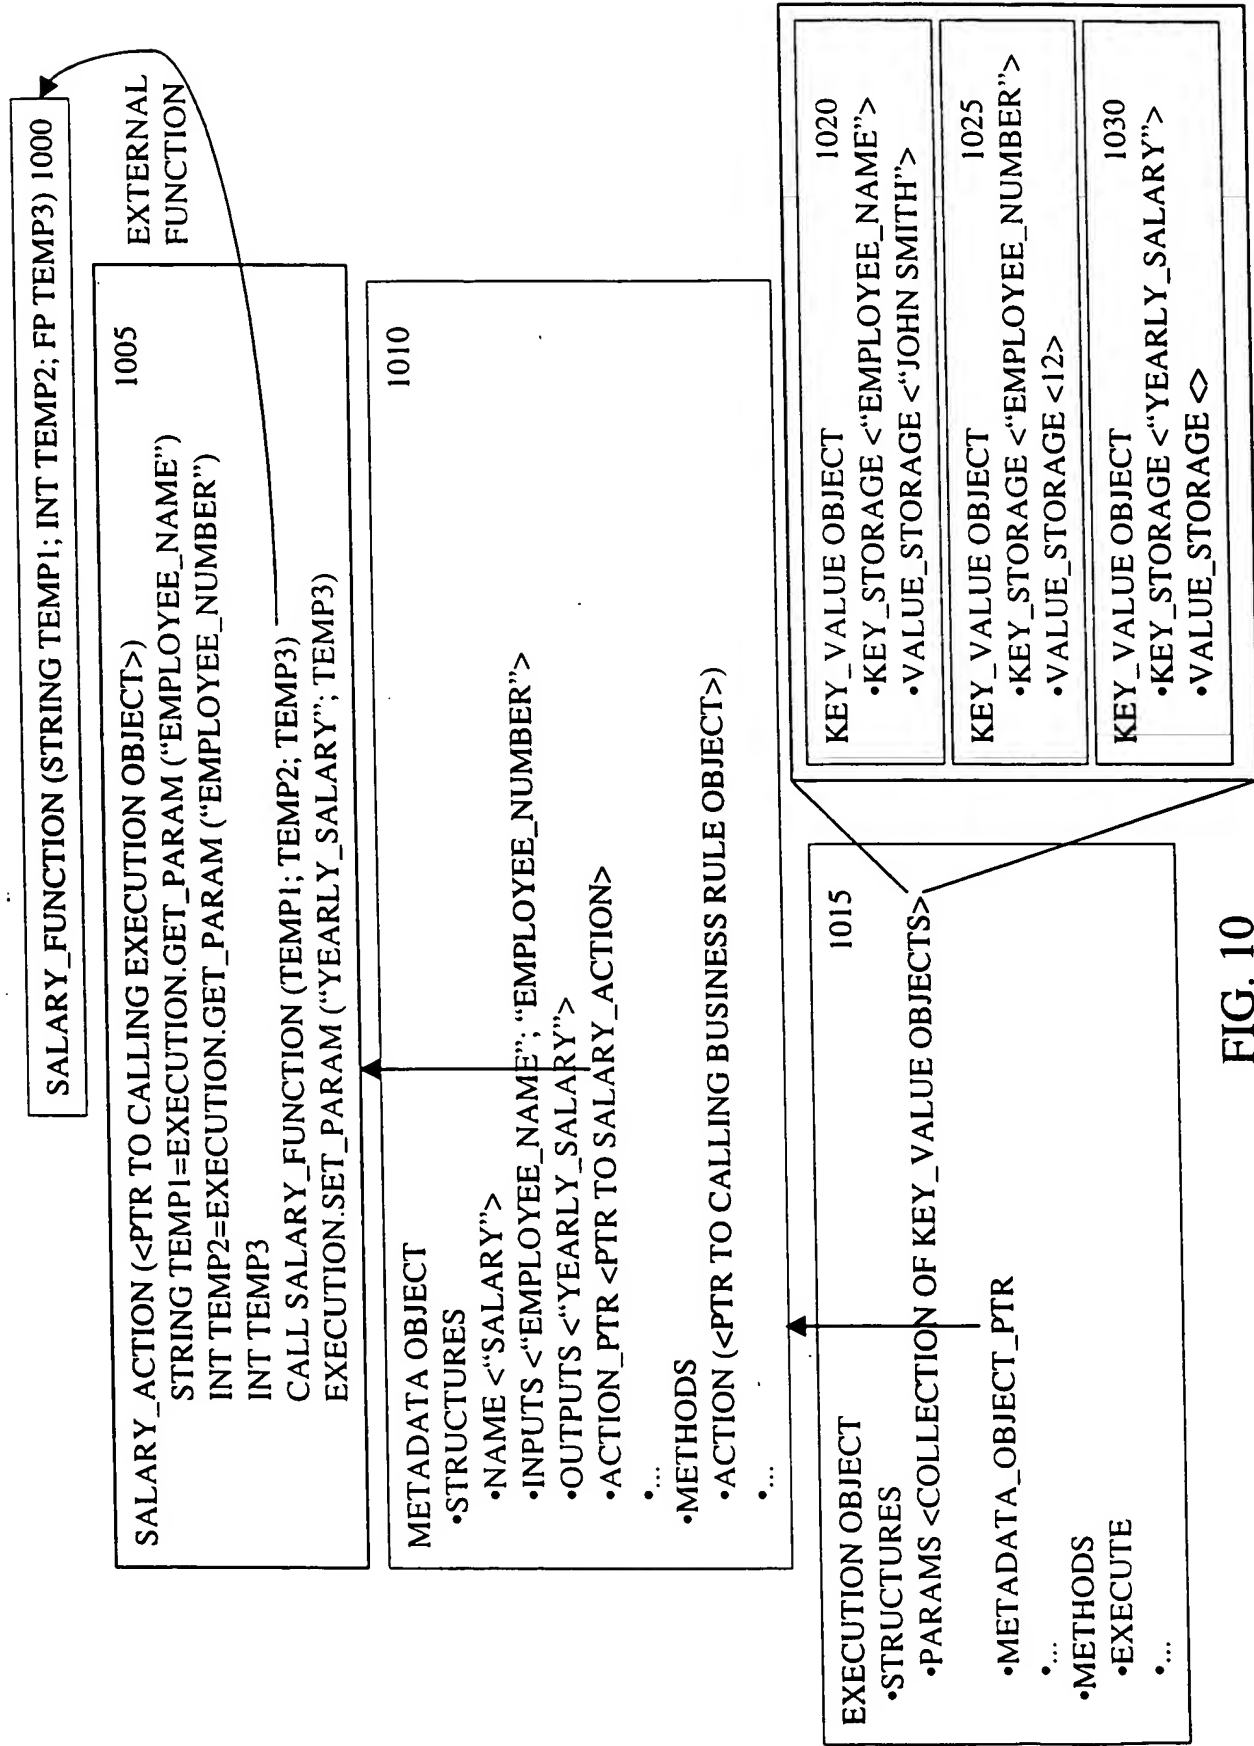 SALARY_FUNCTION (STRING TEMP1; INT TEMP2; FP TEMP3) 1000
EXTERNAL
FUNCTION
1005
SALARY_ACTION (<PTR TO CALLING EXECUTION OBJECT>)
STRING TEMP1=EXECUTION.GET_PARAM (“EMPLOYEE_NAME”)
INT TEMP2=EXECUTION.GET_PARAM (“EMPLOYEE_NUMBER”)
INT TEMP3
CALL SALARY_FUNCTION (TEMP1; TEMP2; TEMP3)
EXECUTION.SET_PARAM (“YEARLY_SALARY”; TEMP3)
1010
METADATA OBJECT
•STRUCTURES
•NAME <“SALARY”>
•INPUTS <“EMPLOYEE_NAME”; “EMPLOYEE_NUMBER”>
•OUTPUTS <“YEARLY_SALARY”>
•ACTION_PTR <PTR TO SALARY_ACTION>
•...
•METHODS
•ACTION (<PTR TO CALLING BUSINESS RULE OBJECT>)
•...
1015
EXECUTION OBJECT
•STRUCTURES
•PARAMS <COLLECTION OF KEY_VALUE OBJECTS>
•METADATA_OBJECT_PTR
•...
•METHODS
•EXECUTE
•...
KEY_VALUE OBJECT 1020
•KEY_STORAGE <“EMPLOYEE_NAME”>
•VALUE_STORAGE <“JOHN SMITH”>
KEY_VALUE OBJECT 1025
•KEY_STORAGE <“EMPLOYEE_NUMBER”>
•VALUE_STORAGE <12>
KEY_VALUE OBJECT 1030
•KEY_STORAGE <“YEARLY_SALARY”>
•VALUE_STORAGE <>
FIG. 10